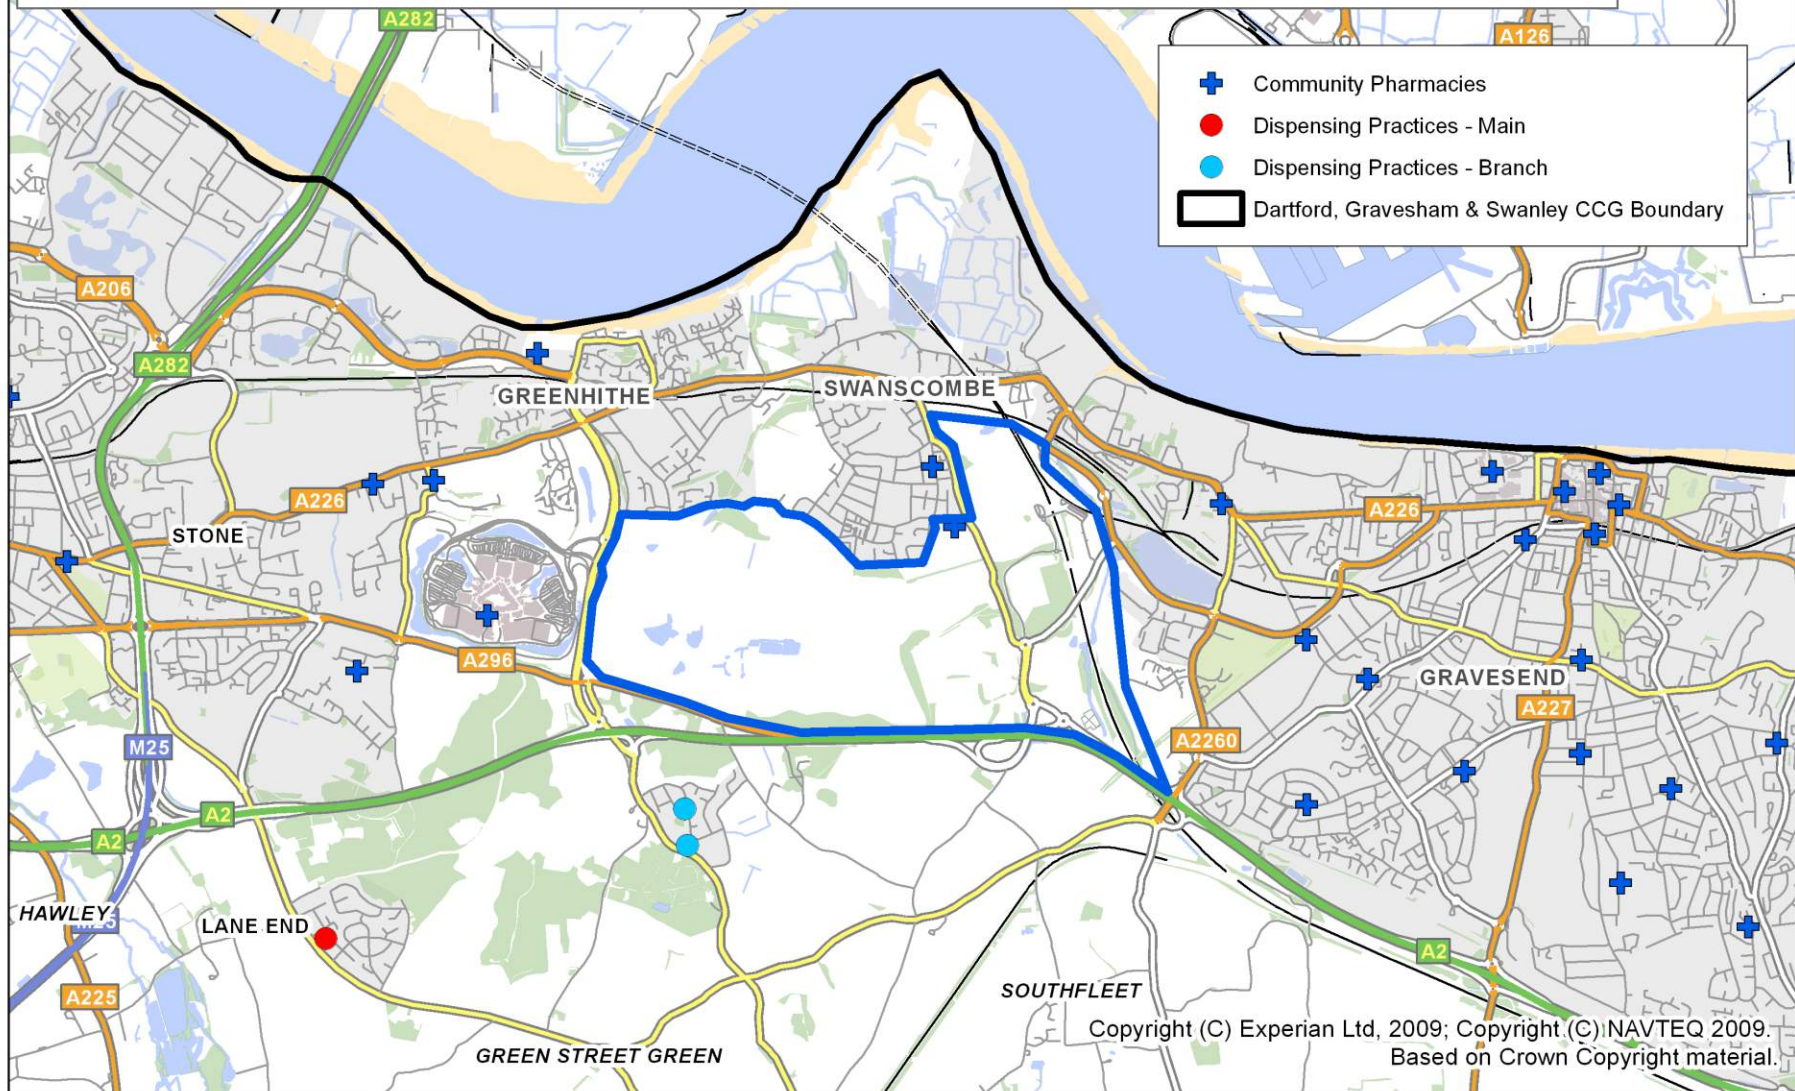 A282
A126
Community Pharmacies
Dispensing Practices - Main
Dispensing Practices - Branch
Dartford, Gravesham & Swanley CCG Boundary
A206
A282
GREENHITHE
SWANSCOMBE
A226
A226
STONE
A296
GRAVESEND
A227
M25
A2260
A2
A2
HAWLEY
M25
LANE END
A2
A225
SOUTHFLEET
GREEN STREET GREEN
Copyright (C) Experian Ltd, 2009; Copyright (C) NAVTEQ 2009.
Based on Crown Copyright material.